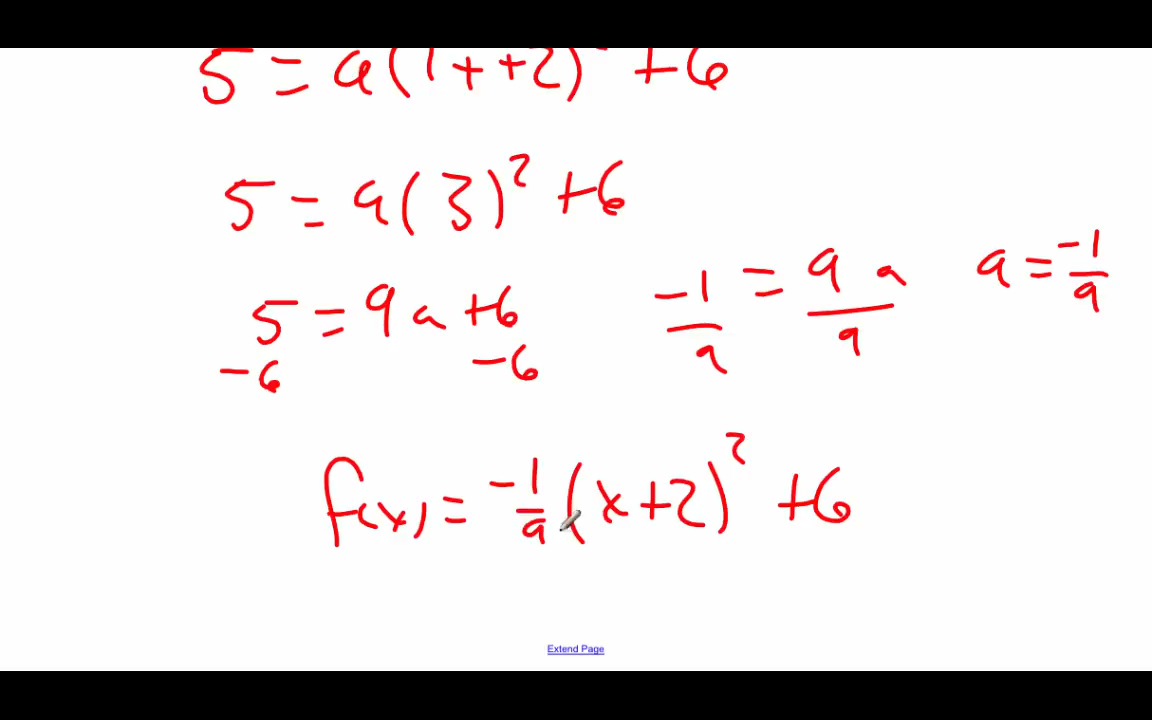 5 = a(1 + +2)² + 6
5 = a(3)² + 6
5 = 9a + 6
-6 -6
-1/9 = 9a/9
a = -1/9
f(x) = -1/9 (x+2)² + 6
Extend Page